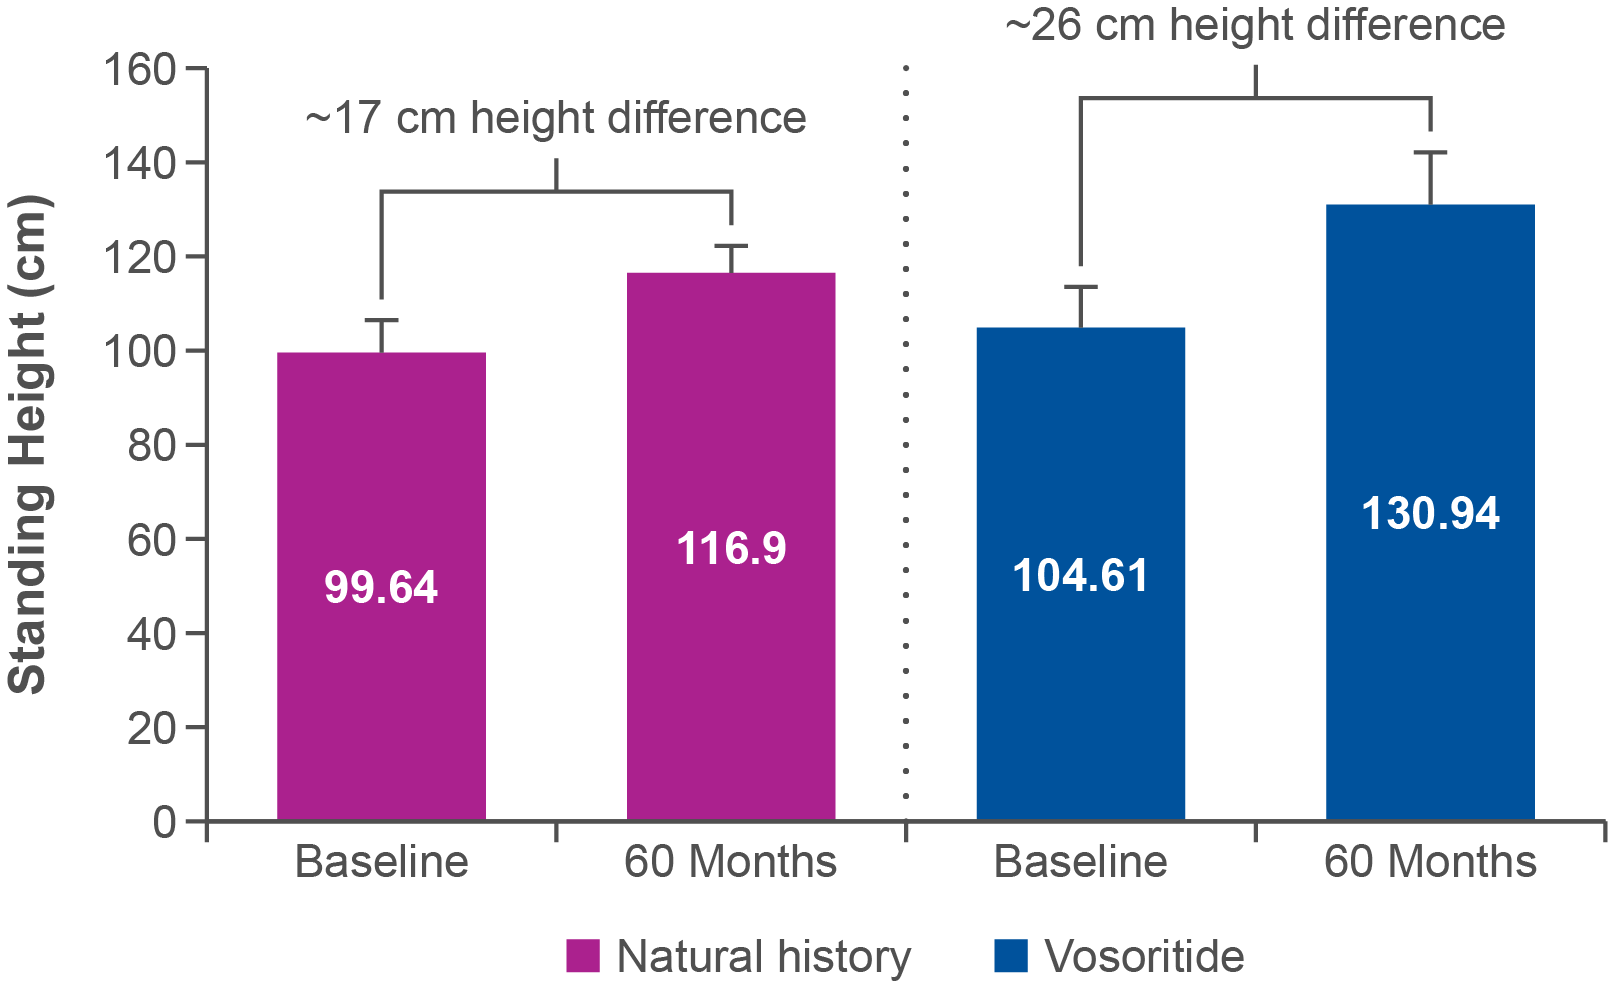 ~26 cm height difference
~17 cm height difference
Standing Height (cm)
160
140
120
100
80
60
40
20
0
99.64
116.9
104.61
130.94
Baseline
60 Months
Baseline
60 Months
Natural history
Vosoritide